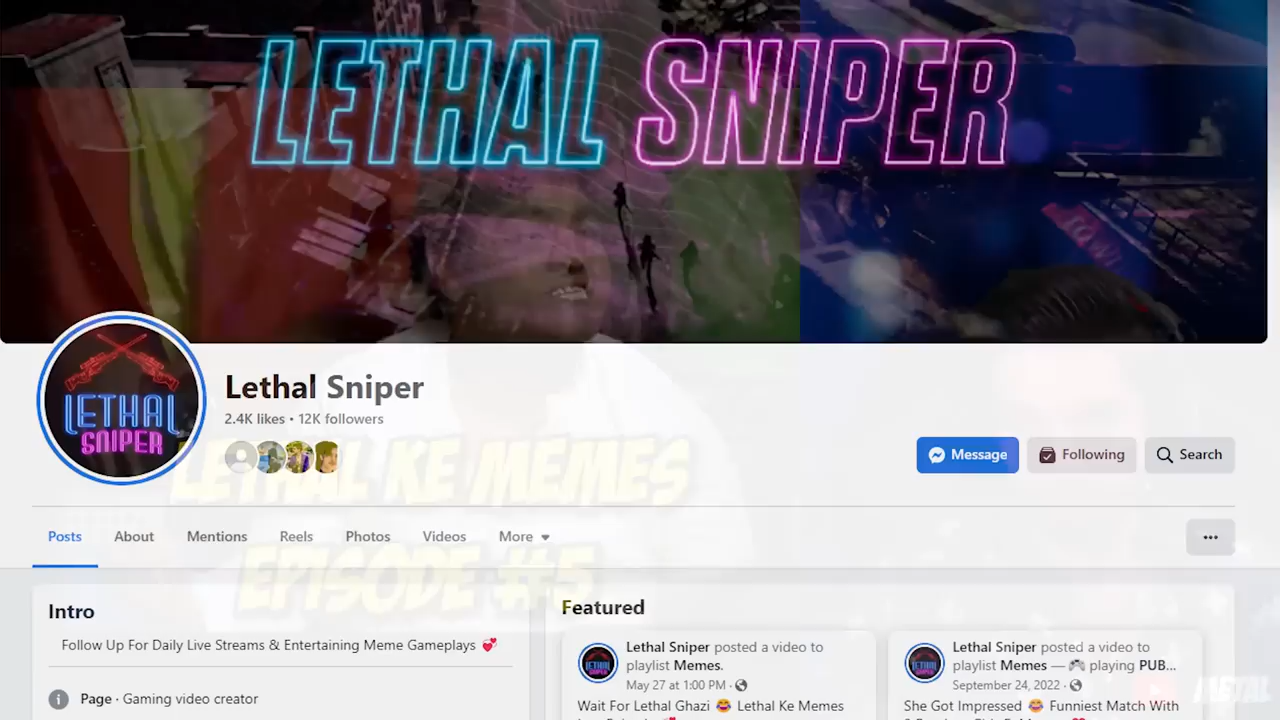 LETHAL SNIPER
LETHAL
SNIPER
Lethal Sniper
2.4K likes • 12K followers
Message
Following
Search
LETHAL KE MEMES
EPISODE #5
Posts
About
Mentions
Reels
Photos
Videos
More
Intro
Follow Up For Daily Live Streams & Entertaining Meme Gameplays 💞
Page · Gaming video creator
Featured
Lethal Sniper posted a video to
playlist Memes.
May 27 at 1:00 PM ·
Wait For Lethal Ghazi 😂 Lethal Ke Memes
Lethal Sniper posted a video to
playlist Memes — 🎮 playing PUB...
September 24, 2022 ·
She Got Impressed 😂 Funniest Match With
METAL